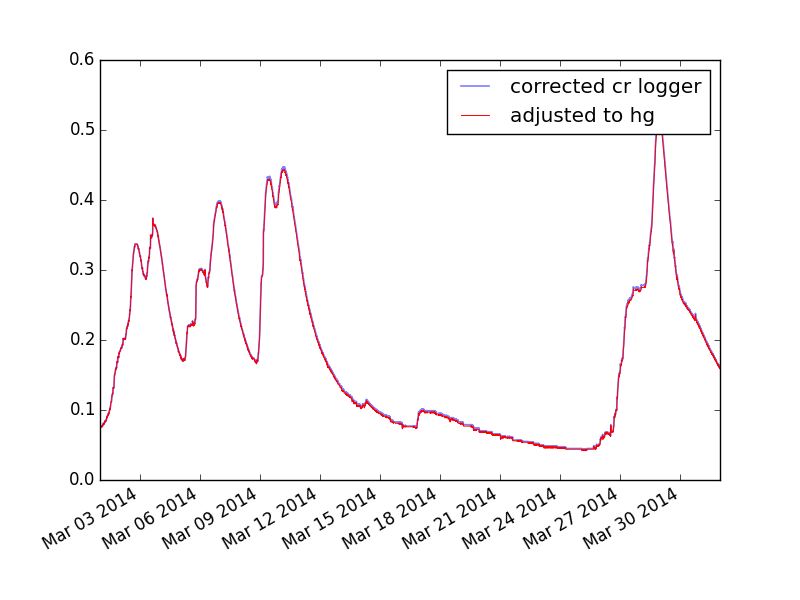 0.6
corrected cr logger
adjusted to hg
0.5
0.4
0.3
0.2
0.1
0.0
Mar 03 2014
Mar 06 2014
Mar 09 2014
Mar 12 2014
Mar 15 2014
Mar 18 2014
Mar 21 2014
Mar 24 2014
Mar 27 2014
Mar 30 2014